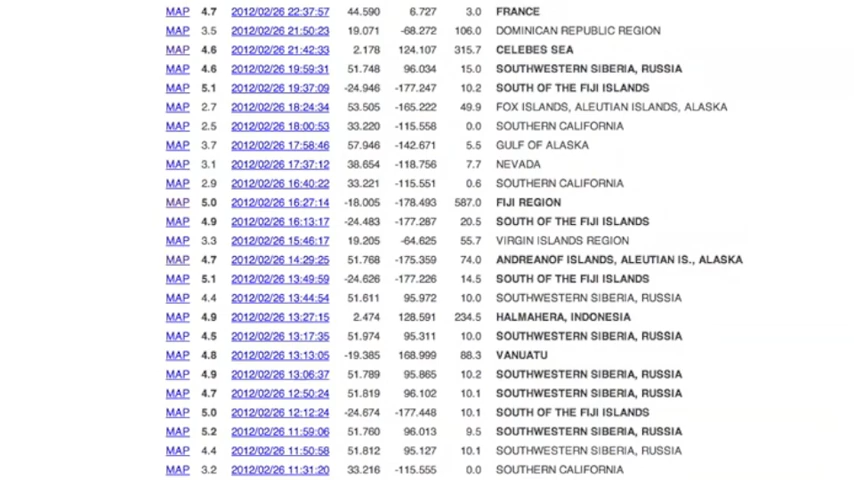 MAP 4.7 2012/02/26 22:37:57 44.590 6.727 3.0 FRANCE
MAP 3.5 2012/02/26 21:50:23 19.071 -68.272 106.0 DOMINICAN REPUBLIC REGION
MAP 4.6 2012/02/26 21:42:33 2.178 124.107 315.7 CELEBES SEA
MAP 4.6 2012/02/26 19:59:31 51.748 96.034 15.0 SOUTHWESTERN SIBERIA, RUSSIA
MAP 5.1 2012/02/26 19:37:09 -24.946 -177.247 10.2 SOUTH OF THE FIJI ISLANDS
MAP 2.7 2012/02/26 18:24:34 53.505 -165.222 49.9 FOX ISLANDS, ALEUTIAN ISLANDS, ALASKA
MAP 2.5 2012/02/26 18:00:53 33.220 -115.558 0.0 SOUTHERN CALIFORNIA
MAP 3.7 2012/02/26 17:58:46 57.946 -142.671 5.5 GULF OF ALASKA
MAP 3.1 2012/02/26 17:37:12 38.654 -118.756 7.7 NEVADA
MAP 2.9 2012/02/26 16:40:22 33.221 -115.551 0.6 SOUTHERN CALIFORNIA
MAP 5.0 2012/02/26 16:27:14 -18.005 -178.493 587.0 FIJI REGION
MAP 4.9 2012/02/26 16:13:17 -24.483 -177.287 20.5 SOUTH OF THE FIJI ISLANDS
MAP 3.3 2012/02/26 15:46:17 19.205 -64.625 55.7 VIRGIN ISLANDS REGION
MAP 4.7 2012/02/26 14:29:25 51.768 -175.359 74.0 ANDREANOF ISLANDS, ALEUTIAN IS., ALASKA
MAP 5.1 2012/02/26 13:49:59 -24.626 -177.226 14.5 SOUTH OF THE FIJI ISLANDS
MAP 4.4 2012/02/26 13:44:54 51.611 95.972 10.0 SOUTHWESTERN SIBERIA, RUSSIA
MAP 4.9 2012/02/26 13:27:15 2.474 128.591 234.5 HALMAHERA, INDONESIA
MAP 4.5 2012/02/26 13:17:35 51.974 95.311 10.0 SOUTHWESTERN SIBERIA, RUSSIA
MAP 4.8 2012/02/26 13:13:05 -19.385 168.999 88.3 VANUATU
MAP 4.9 2012/02/26 13:06:37 51.789 95.865 10.2 SOUTHWESTERN SIBERIA, RUSSIA
MAP 4.7 2012/02/26 12:50:24 51.819 96.102 10.1 SOUTHWESTERN SIBERIA, RUSSIA
MAP 5.0 2012/02/26 12:12:24 -24.674 -177.448 10.1 SOUTH OF THE FIJI ISLANDS
MAP 5.2 2012/02/26 11:59:06 51.760 96.013 9.5 SOUTHWESTERN SIBERIA, RUSSIA
MAP 4.4 2012/02/26 11:50:58 51.812 95.127 10.1 SOUTHWESTERN SIBERIA, RUSSIA
MAP 3.2 2012/02/26 11:31:20 33.216 -115.555 0.0 SOUTHERN CALIFORNIA